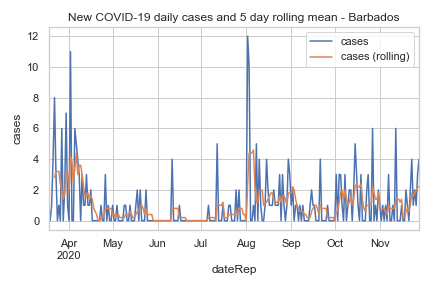 New COVID-19 daily cases and 5 day rolling mean - Barbados
cases
cases (rolling)
12
10
8
6
4
2
0
cases
Apr
2020
May
Jun
Jul
Aug
Sep
Oct
Nov
dateRep